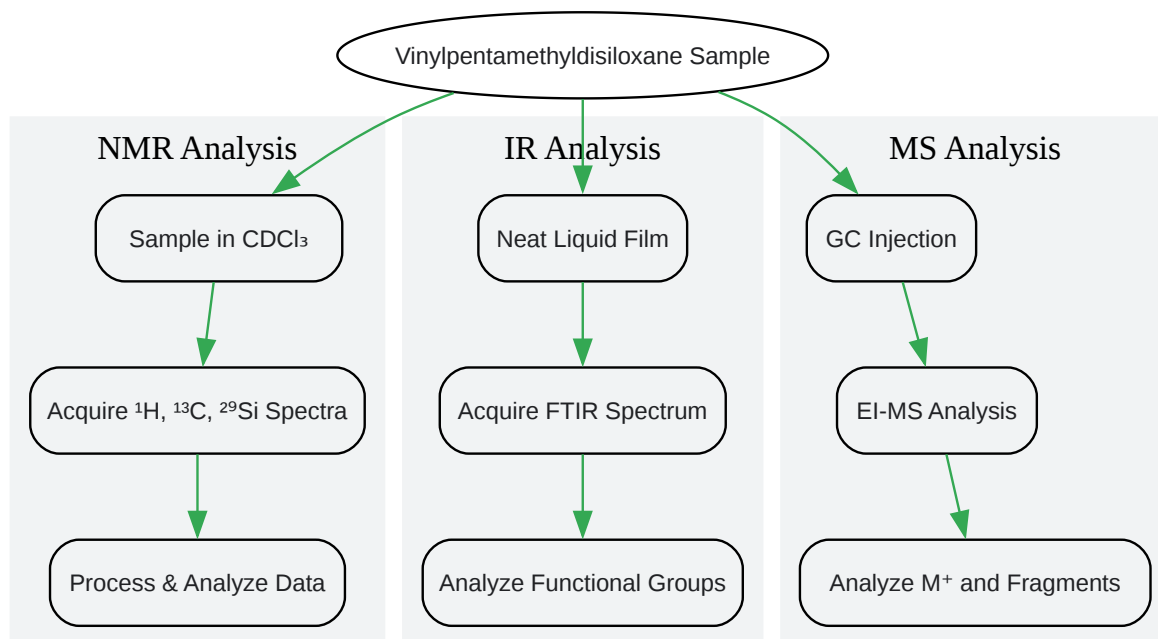 Vinylpentamethyldisiloxane Sample
NMR Analysis
IR Analysis
MS Analysis
Sample in CDCl₃
Neat Liquid Film
GC Injection
Acquire ¹H, ¹³C, ²⁹Si Spectra
Acquire FTIR Spectrum
EI-MS Analysis
Process & Analyze Data
Analyze Functional Groups
Analyze M⁺ and Fragments